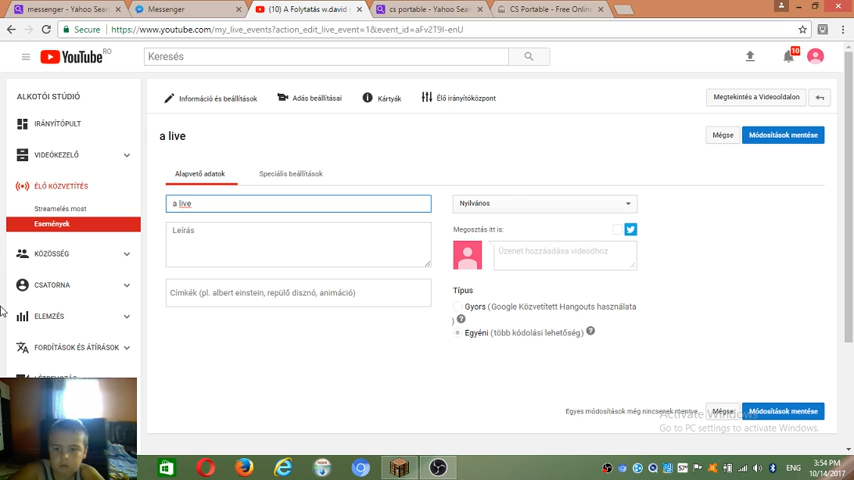 messenger - Yahoo Sear
Messenger
(10) A Folytatás w.david
cs portable - Yahoo Sear
CS Portable - Free Online
Secure
https://www.youtube.com/my_live_events?action_edit_live_event=1&event_id=aFv2T9l-enU
YouTube RO
Keresés
10
ALKOTÓI STÚDIÓ
IRÁNYÍTÓPULT
VIDEÓKEZELŐ
ÉLŐ KÖZVETÍTÉS
Streamelés most
Események
KÖZÖSSÉG
CSATORNA
ELEMZÉS
FORDÍTÁSOK ÉS ÁTÍRÁSOK
Információ és beállítások
Adás beállításai
Kártyák
Élő irányítóközpont
Megtekintés a Videooldalon
a live
Mégse
Módosítások mentése
Alapvető adatok
Speciális beállítások
a live
Leírás
Címkék (pl. albert einstein, repülő disznó, animáció)
Nyilvános
Megosztás itt is:
Üzenet hozzáadása videódhoz
Típus
Gyors (Google Közvetített Hangouts használata
)
Egyéni (több kódolási lehetőség)
Egyes módosítások még nincsenek mentve.
Mégse
Módosítások mentése
Activate Windows
Go to PC settings to activate Windows.
ENG
3:54 PM
10/14/2017